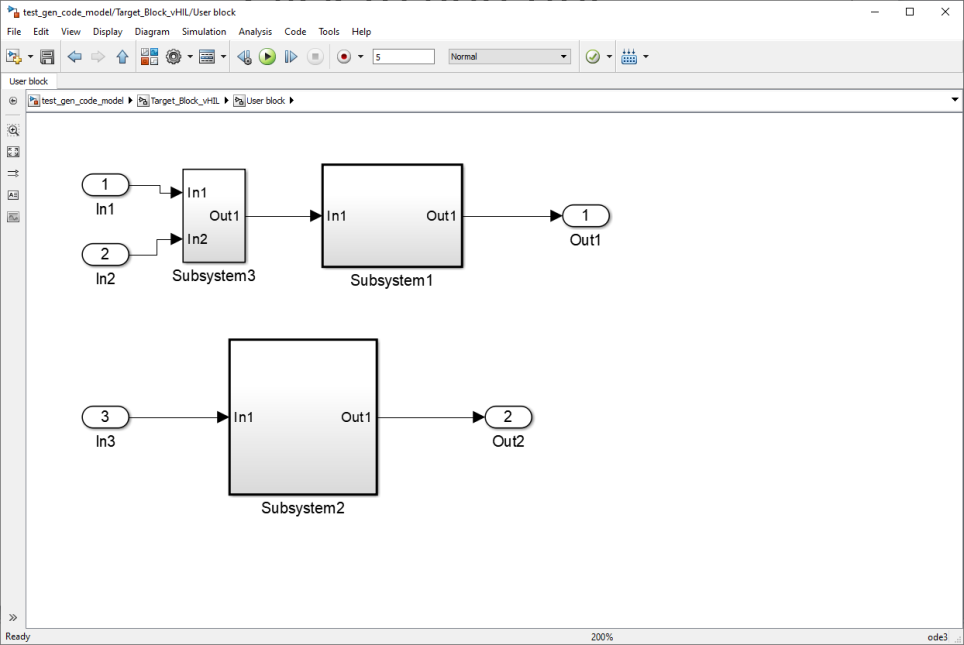 test_gen_code_model/Target_Block_vHIL/User block
File Edit View Display Diagram Simulation Analysis Code Tools Help
5 Normal
User block
test_gen_code_model Target_Block_vHIL User block
1
In1
2
In2
In1
Out1
In2
Subsystem3
In1 Out1
Subsystem1
1
Out1
3
In3
In1 Out1
Subsystem2
2
Out2
Ready 200% ode3